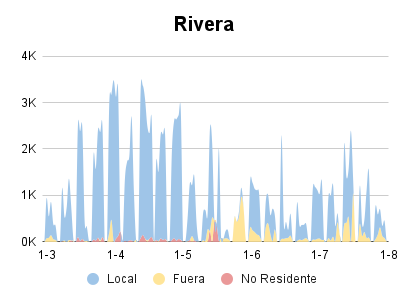 Rivera
4K
3K
2K
1K
0K
1-3 1-4 1-5 1-6 1-7 1-8
Local Fuera No Residente